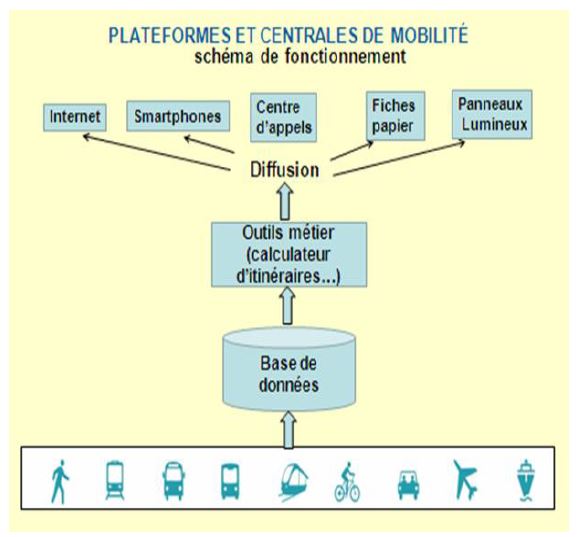 PLATEFORMES ET CENTRALES DE MOBILITÉ
schéma de fonctionnement
Internet
Smartphones
Centre
d'appels
Fiches
papier
Panneaux
Lumineux
Diffusion
Outils métier
(calculateur
d'itinéraires...)
Base de
données